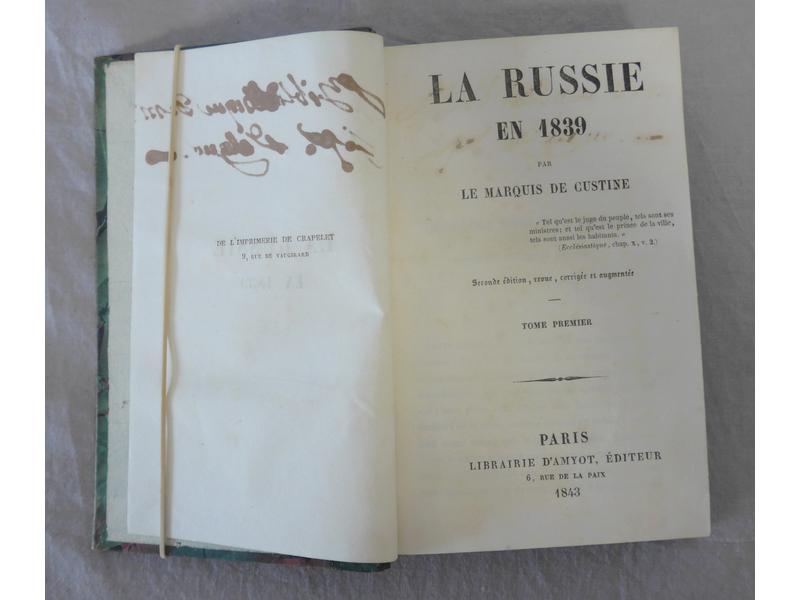 DE L'IMPRIMERIE DE CRAPELET
9, RUE DE VAUGIRARD
LA RUSSIE
EN 1839
PAR
LE MARQUIS DE CUSTINE
« Tel qu'est le juge du peuple, tels sont ses
ministres; et tel qu'est le prince de la ville,
tels sont aussi les habitants. »
(Ecclésiastique, chap. x, v. 2.)
Seconde édition, revue, corrigée et augmentée
TOME PREMIER
PARIS
LIBRAIRIE D'AMYOT, ÉDITEUR
6, RUE DE LA PAIX
1843